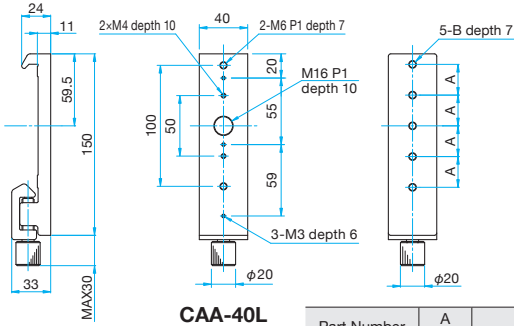 24
11
59.5
150
33
MAX30
40
2×M4 depth 10
2-M6 P1 depth 7
20
M16 P1
depth 10
100
50
55
59
3-M3 depth 6
φ20
CAA-40L
5-B depth 7
A
A
A
A
φ20
Part Number
A